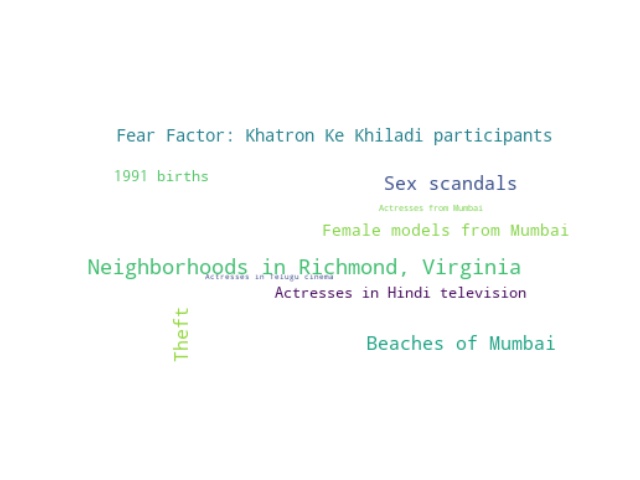 Fear Factor: Khatron Ke Khiladi participants
1991 births
Sex scandals
Actresses from Mumbai
Female models from Mumbai
Neighborhoods in Richmond, Virginia
Actresses in Telugu cinema
Actresses in Hindi television
Theft
Beaches of Mumbai